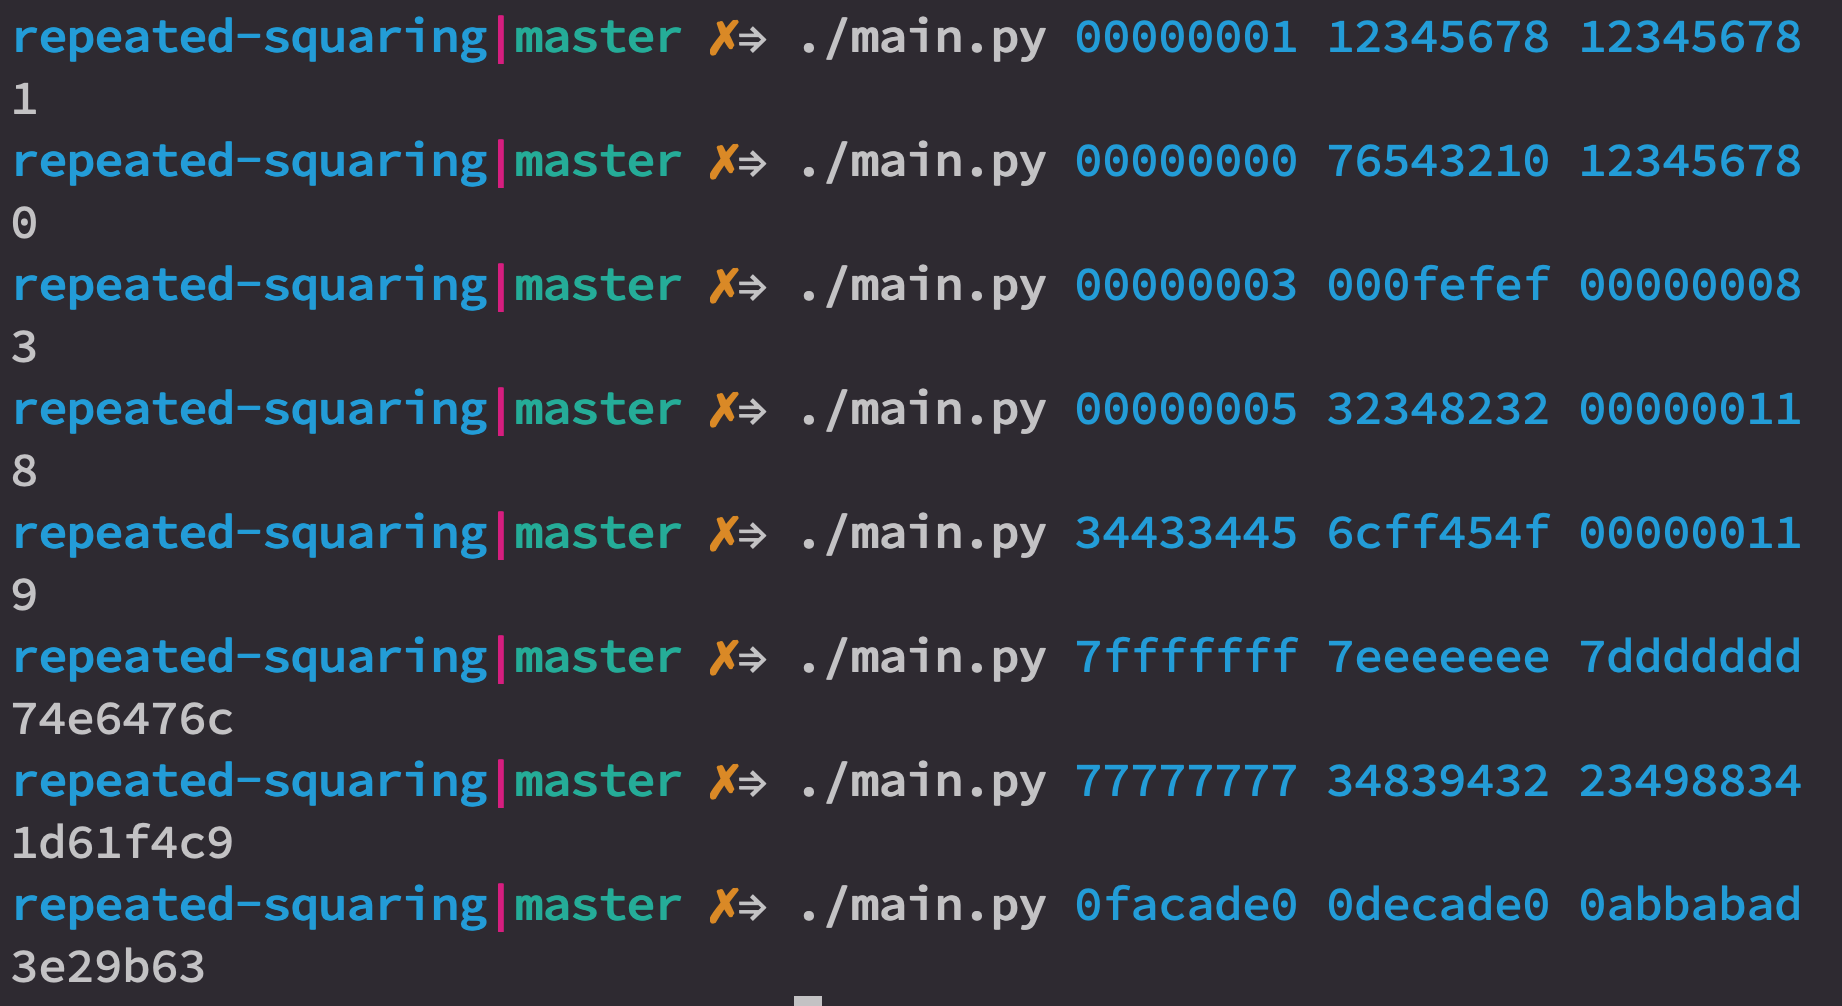 repeated-squaring|master ✗⇒ ./main.py 00000001 12345678 12345678
1
repeated-squaring|master ✗⇒ ./main.py 00000000 76543210 12345678
0
repeated-squaring|master ✗⇒ ./main.py 00000003 000fefef 00000008
3
repeated-squaring|master ✗⇒ ./main.py 00000005 32348232 00000011
8
repeated-squaring|master ✗⇒ ./main.py 34433445 6cff454f 00000011
9
repeated-squaring|master ✗⇒ ./main.py 7fffffff 7eeeeeee 7ddddddd
74e6476c
repeated-squaring|master ✗⇒ ./main.py 77777777 34839432 23498834
1d61f4c9
repeated-squaring|master ✗⇒ ./main.py 0facade0 0decade0 0abbabad
3e29b63